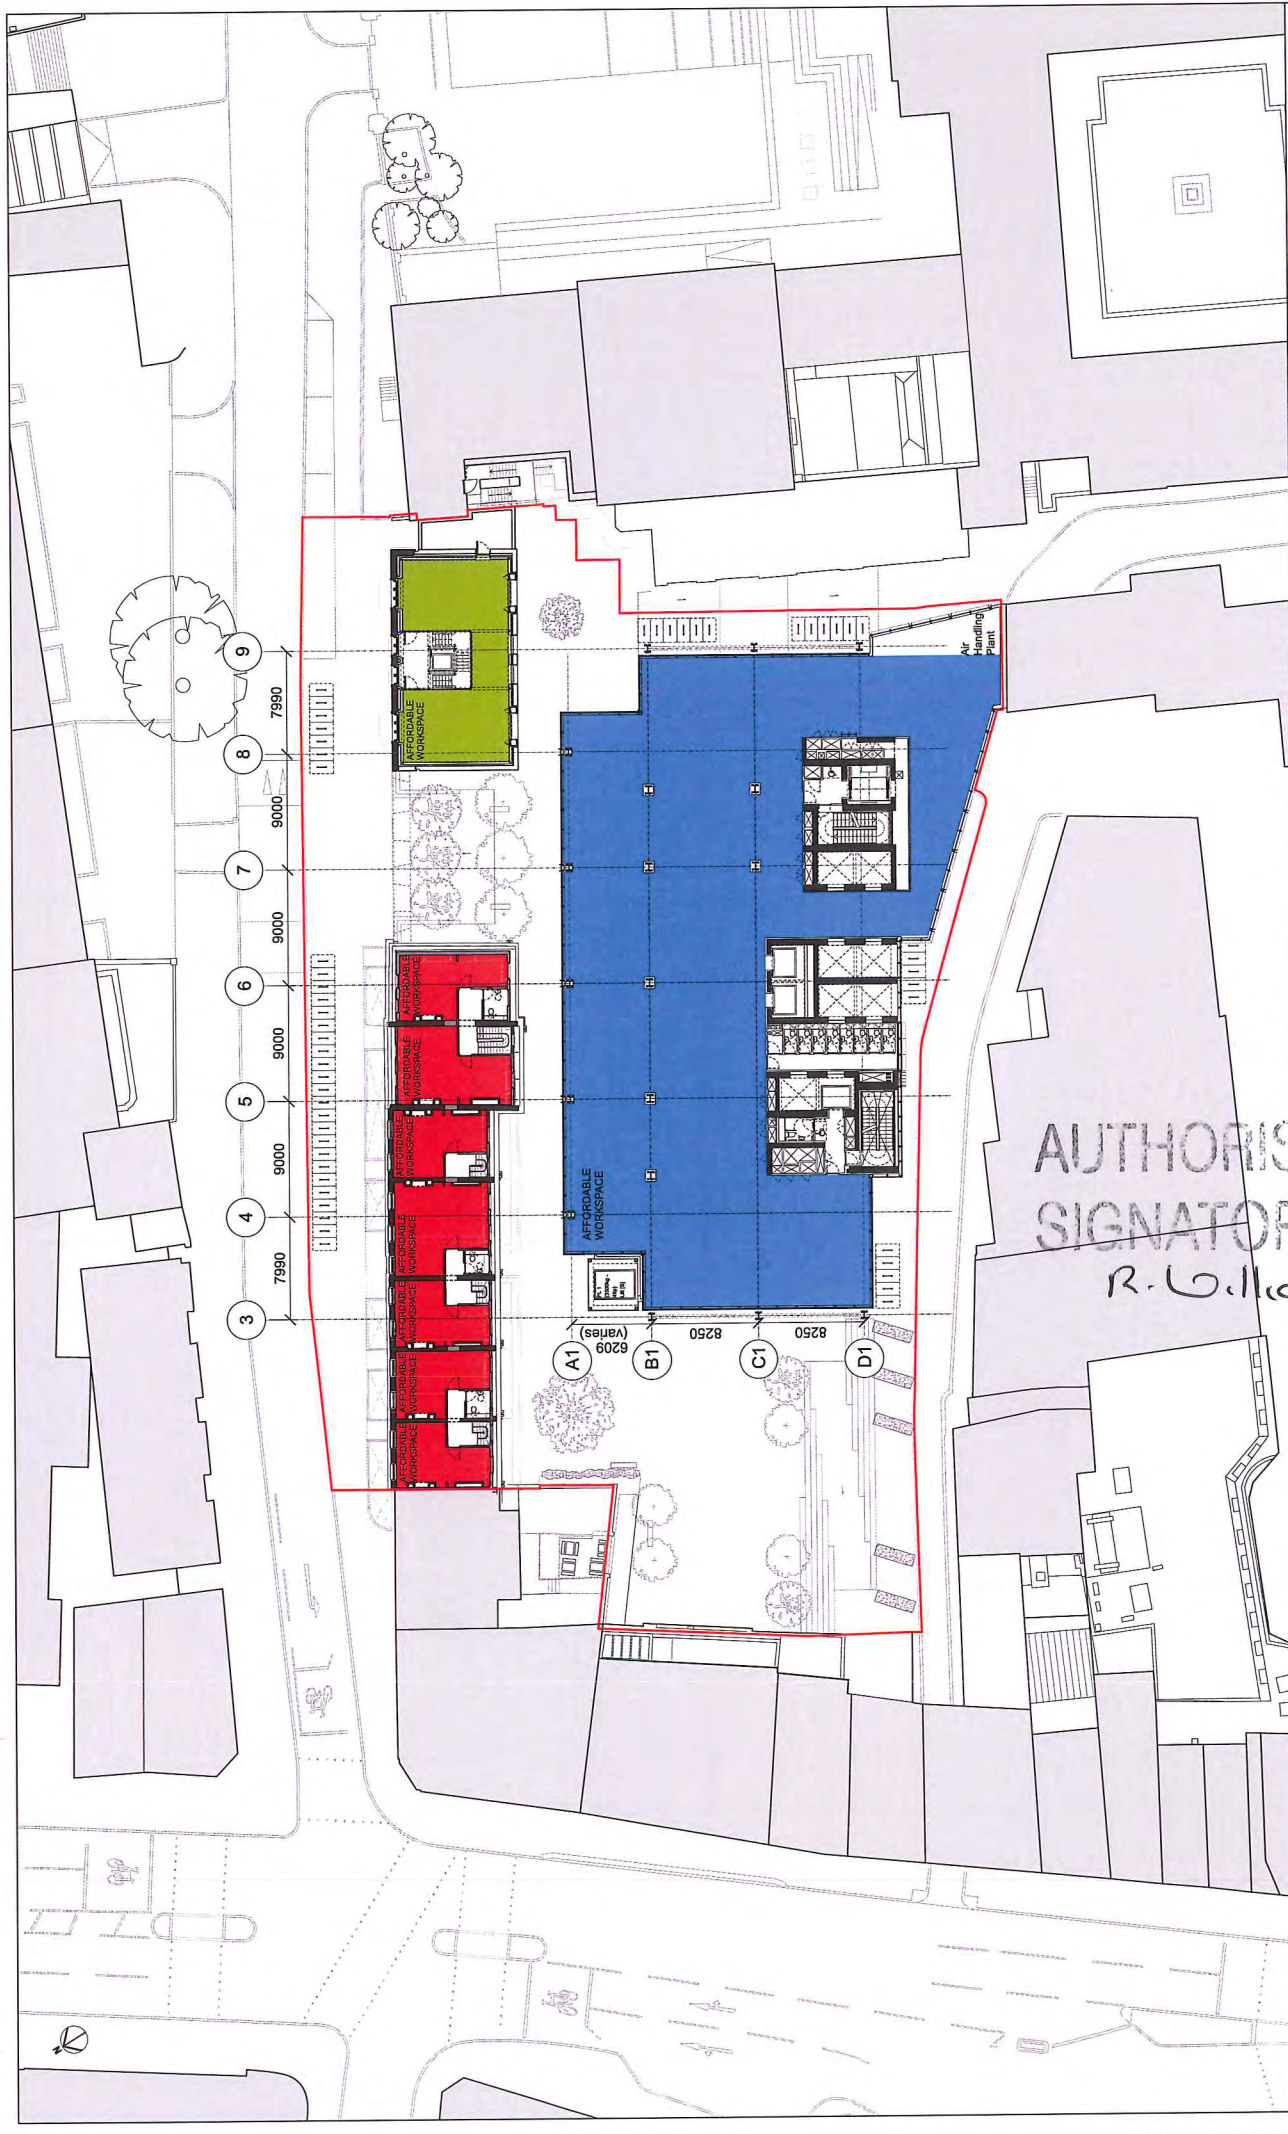 9
8
7
6
5
4
3
7990
9000
9000
9000
9000
7990
AFFORDABLE
WORKSPACE
AFFORDABLE
WORKSPACE
AFFORDABLE
WORKSPACE
AFFORDABLE
WORKSPACE
AFFORDABLE
WORKSPACE
AFFORDABLE
WORKSPACE
AFFORDABLE
WORKSPACE
AFFORDABLE
WORKSPACE
AFFORDABLE
WORKSPACE
Air
Handling
Plant
6209
(varies)
8250
8250
A1
B1
C1
D1
N
AUTHORIS
SIGNATOR